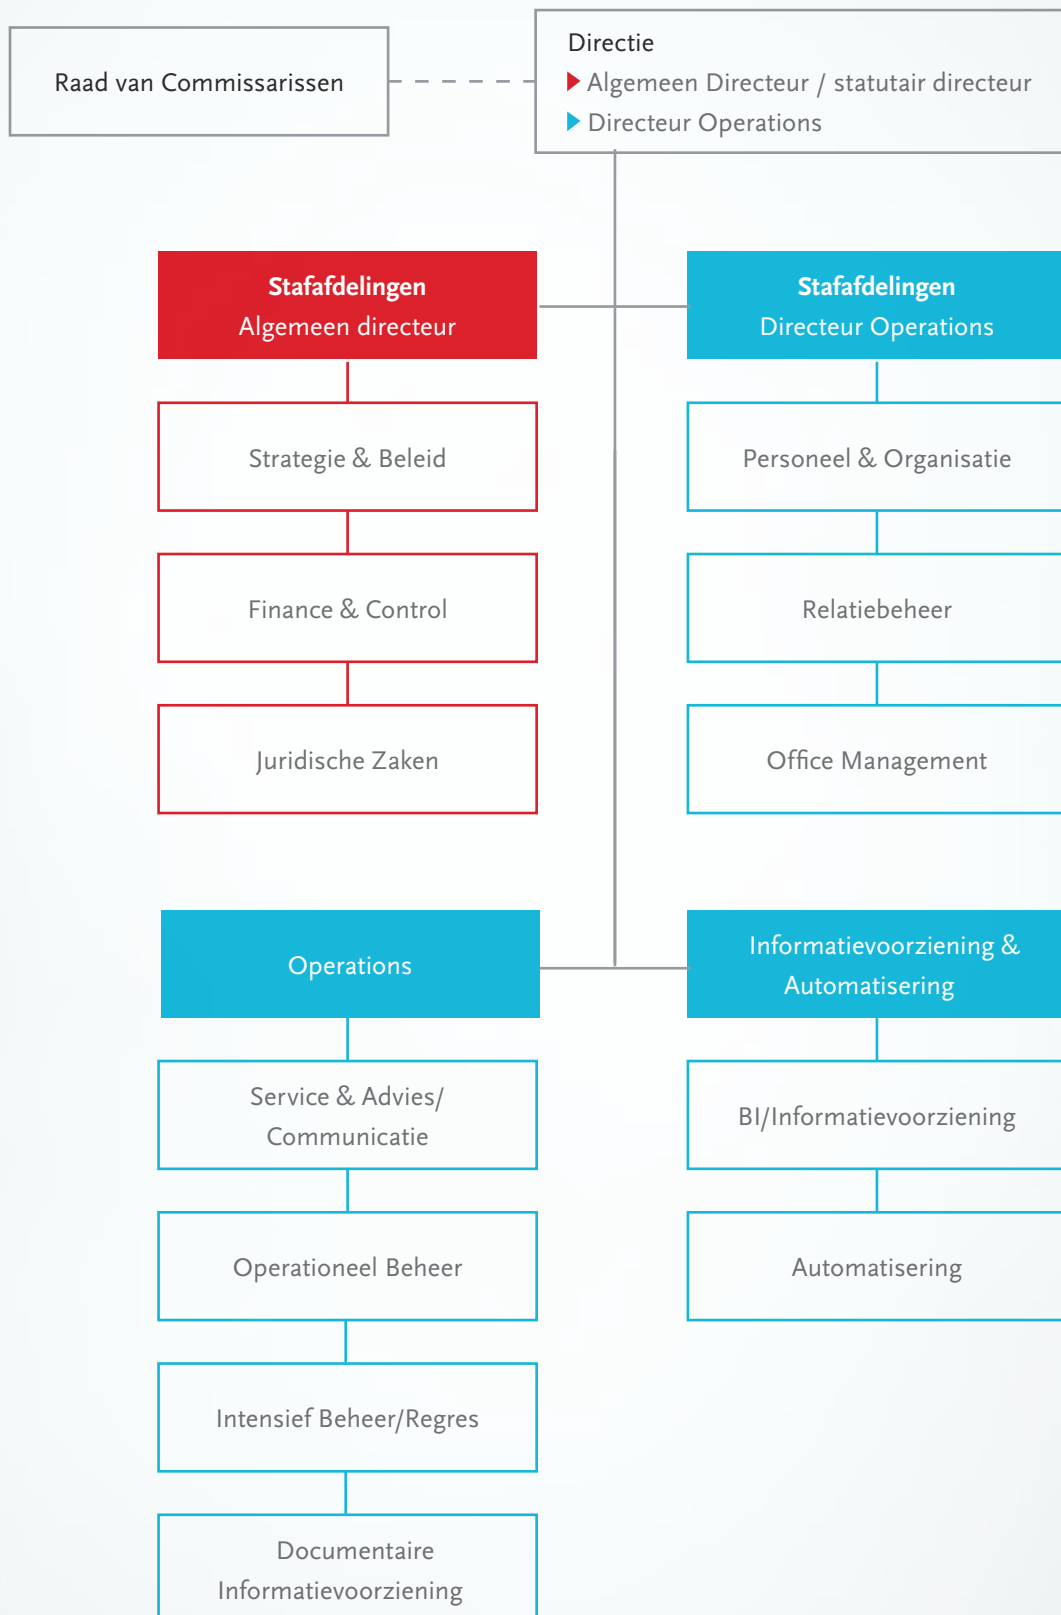 Raad van Commissarissen
Directie
Algemeen Directeur / statutair directeur
Directeur Operations
Stafafdelingen
Algemeen directeur
Strategie & Beleid
Finance & Control
Juridische Zaken
Stafafdelingen
Directeur Operations
Personeel & Organisatie
Relatiebeheer
Office Management
Operations
Service & Advies/
Communicatie
Operationeel Beheer
Intensief Beheer/Regres
Documentaire
Informatievoorziening
Informatievoorziening &
Automatisering
BI/Informatievoorziening
Automatisering